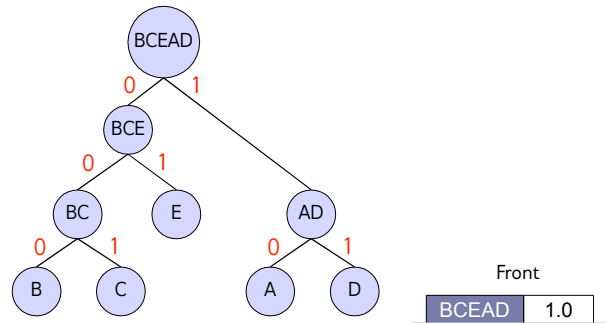 BCEAD
0 1
BCE
0 1
BC E AD
0 1 0 1
B C A D
Front
BCEAD 1.0